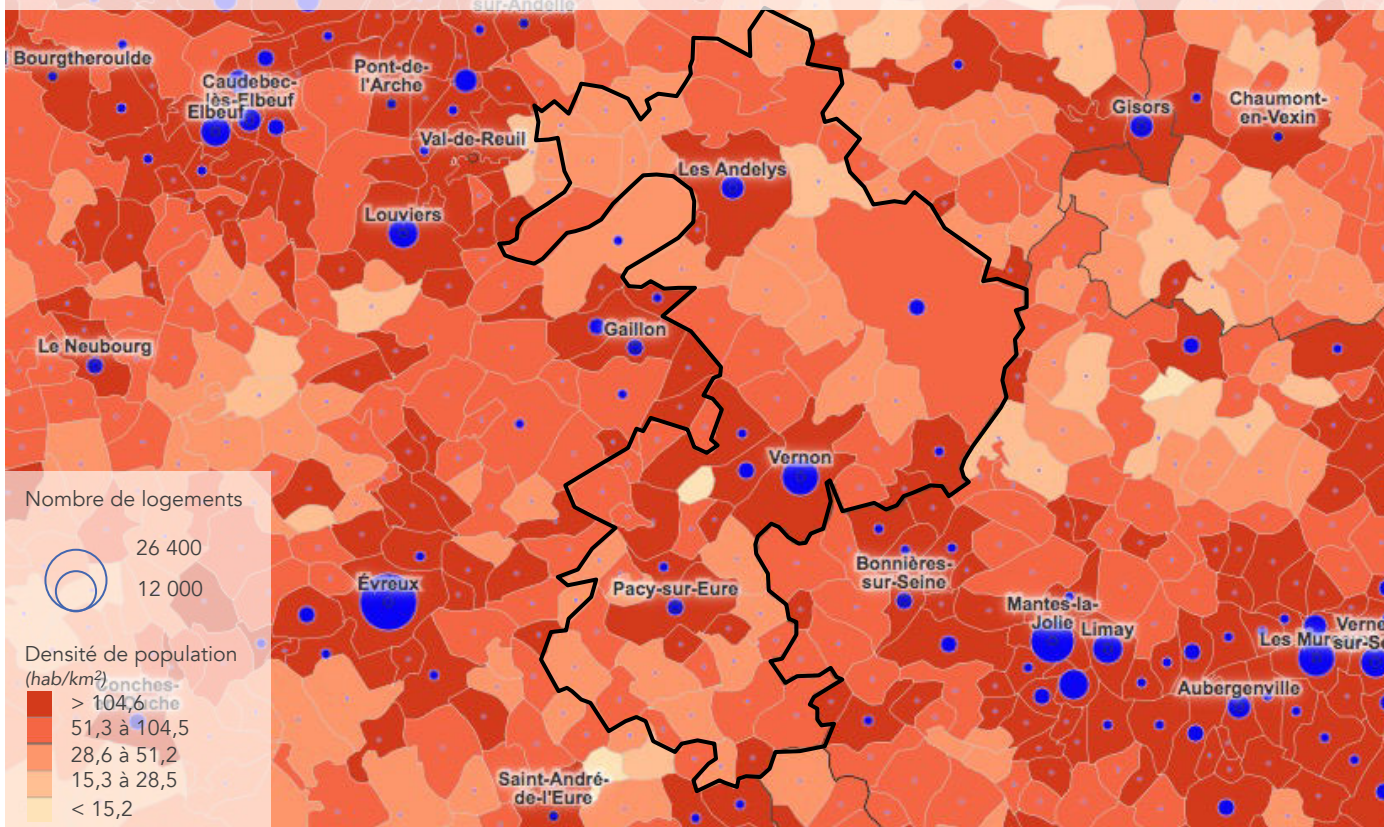 sur-Andelle
Bourgtheroulde
Caudebec-
lès-Elbeuf
Elbeuf
Pont-de-
l'Arche
Val-de-Reuil
Louviers
Les Andelys
Gisors
Chaumont-
en-Vexin
Le Neubourg
Gaillon
Vernon
Évreux
Pacy-sur-Eure
Bonnières-
sur-Seine
Mantes-la-
Jolie
Limay
Aubergenville
Saint-André-
de-l'Eure
Nombre de logements
26 400
12 000
Densité de population
(hab/km²)
> 104,6
51,3 à 104,5
28,6 à 51,2
15,3 à 28,5
< 15,2